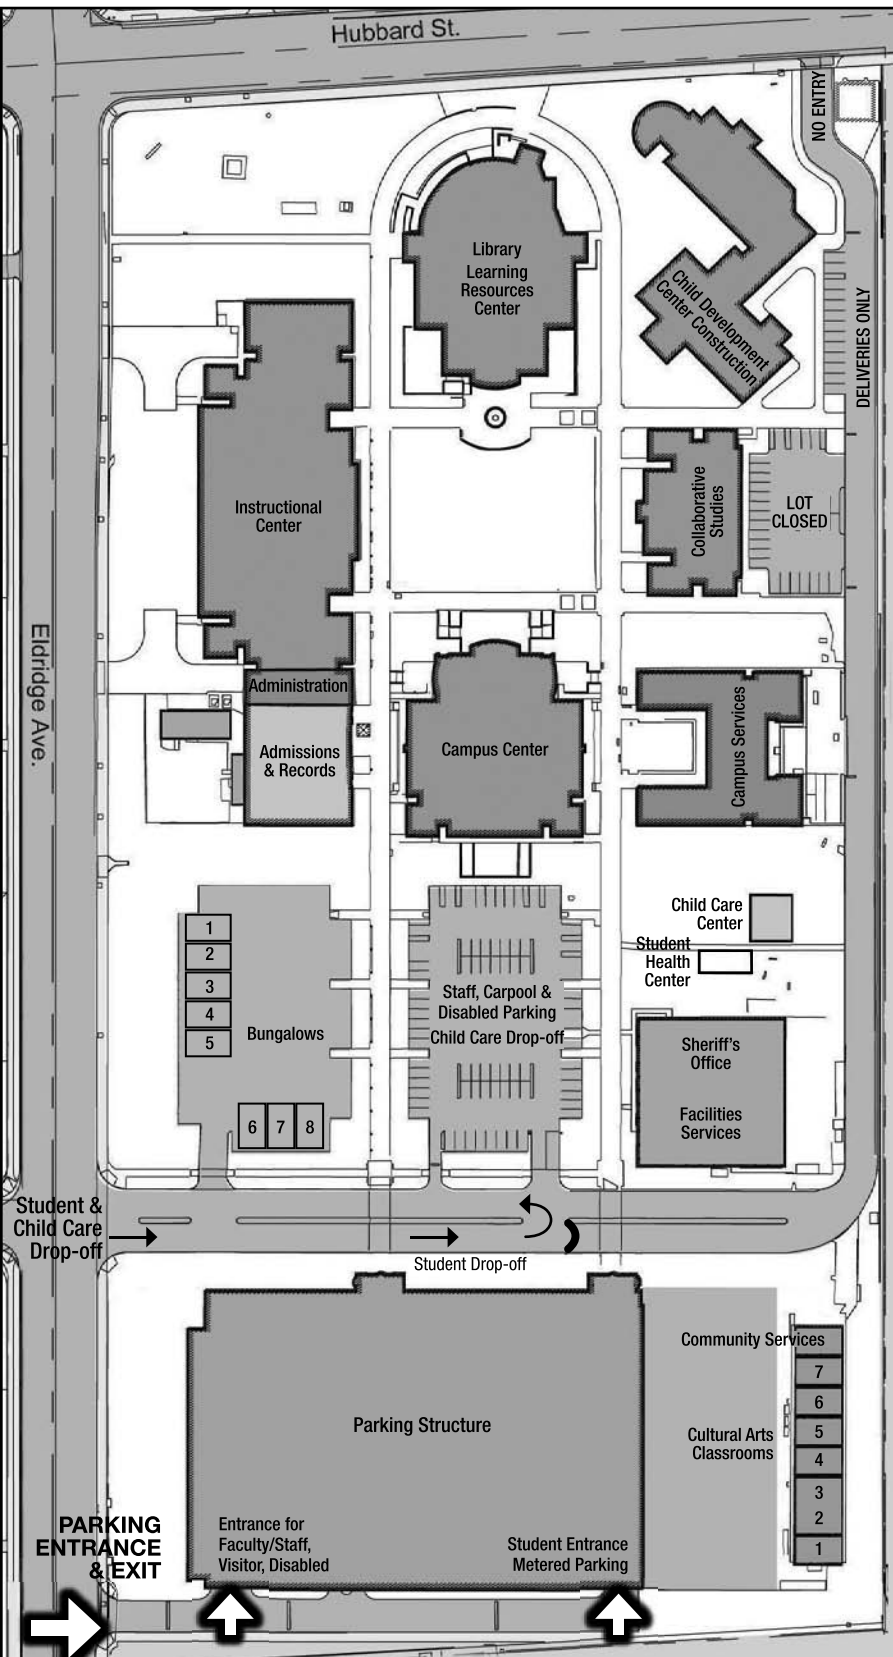 Hubbard St.
NO ENTRY
Library
Learning
Resources
Center
Child Development
Center Construction
DELIVERIES ONLY
Instructional
Center
Collaborative
Studies
LOT
CLOSED
Eldridge Ave.
Administration
Admissions
& Records
Campus Center
Campus Services
Child Care
Center
Student
Health
Center
1
2
3
4
5
Bungalows
6 7 8
Staff, Carpool &
Disabled Parking
Child Care Drop-off
Sheriff's
Office
Facilities
Services
Student &
Child Care
Drop-off
Student Drop-off
Community Services
7
6
5
4
3
2
1
Cultural Arts
Classrooms
Parking Structure
PARKING
ENTRANCE
& EXIT
Entrance for
Faculty/Staff,
Visitor, Disabled
Student Entrance
Metered Parking